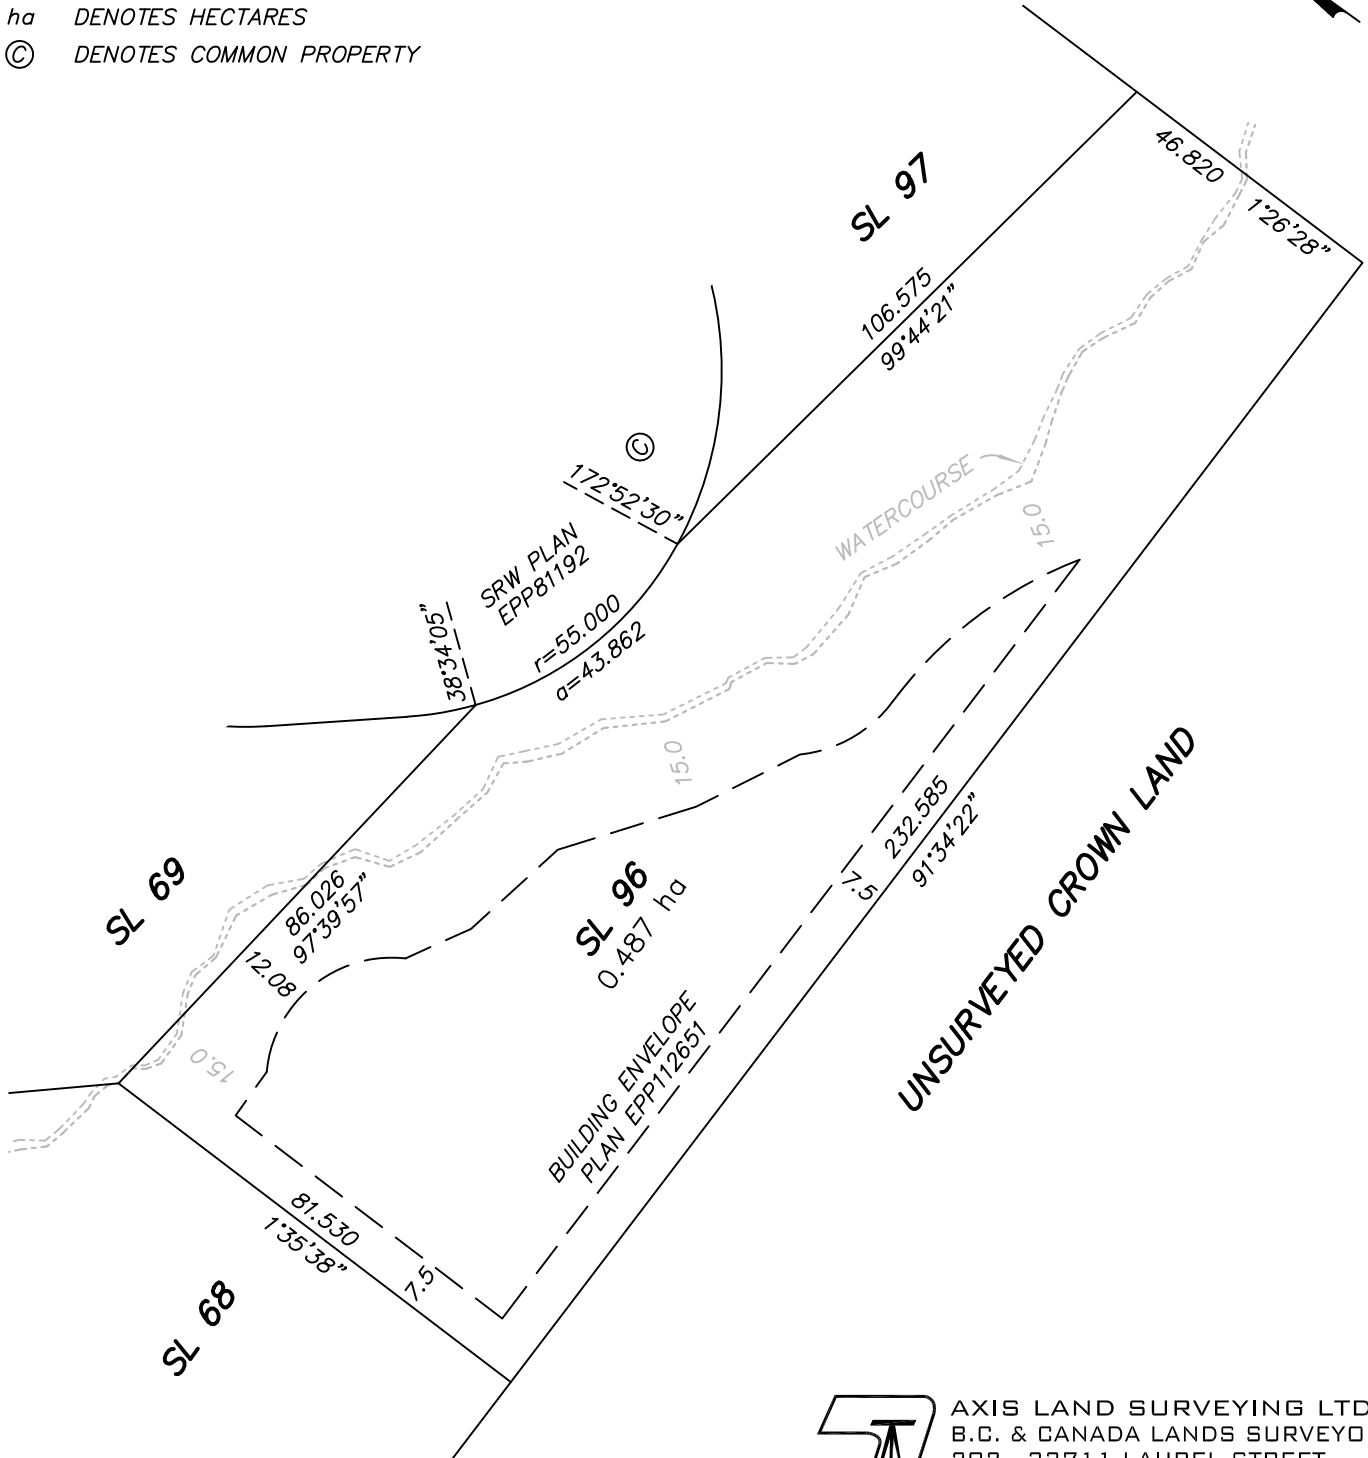 ha DENOTES HECTARES
Ⓒ DENOTES COMMON PROPERTY
46.820
1°26'28"
SL 97
106.575
99°44'21"
Ⓒ
172°52'30"
SRW PLAN
EPP81192
38°34'05"
r=55.000
a=43.862
WATERCOURSE
15.0
15.0
232.585
91°34'22"
7.5
UNSURVEYED CROWN LAND
SL 69
86.026
97°39'57"
12.08
SL 96
0.487 ha
15.0
BUILDING ENVELOPE
PLAN EPP112651
81.530
1°35'38"
7.5
SL 68
AXIS LAND SURVEYING LTD
B.C. & CANADA LANDS SURVEYO
LAUREL STREET